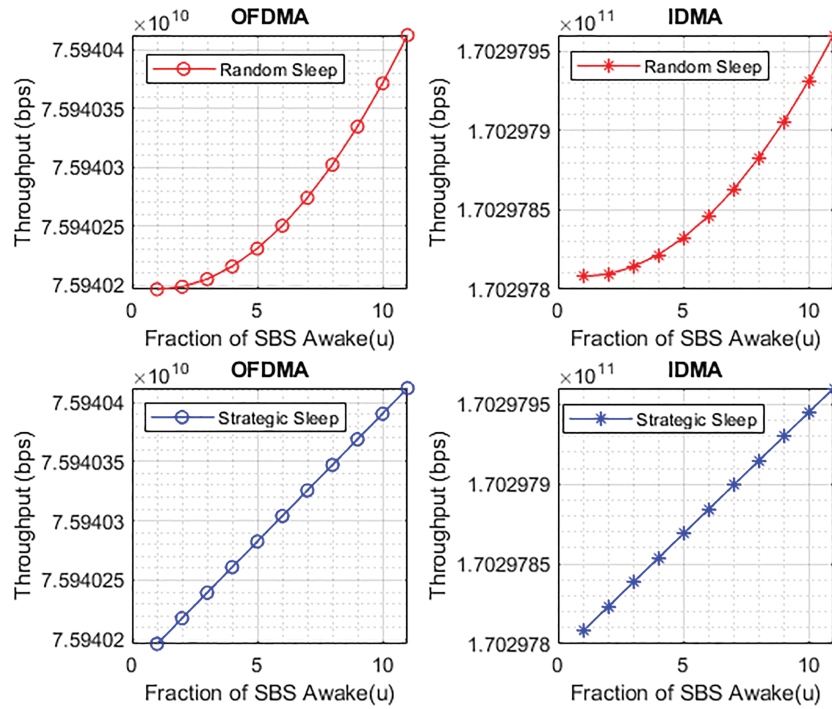 OFDMA
×10^10
7.59404
7.594035
7.59403
7.594025
7.59402
Throughput (bps)
Random Sleep
0 5 10
Fraction of SBS Awake(u)
IDMA
×10^11
1.7029795
1.702979
1.7029785
1.702978
Throughput (bps)
Random Sleep
0 5 10
Fraction of SBS Awake(u)
OFDMA
×10^10
7.59404
7.594035
7.59403
7.594025
7.59402
Throughput (bps)
Strategic Sleep
0 5 10
Fraction of SBS Awake(u)
IDMA
×10^11
1.7029795
1.702979
1.7029785
1.702978
Throughput (bps)
Strategic Sleep
0 5 10
Fraction of SBS Awake(u)